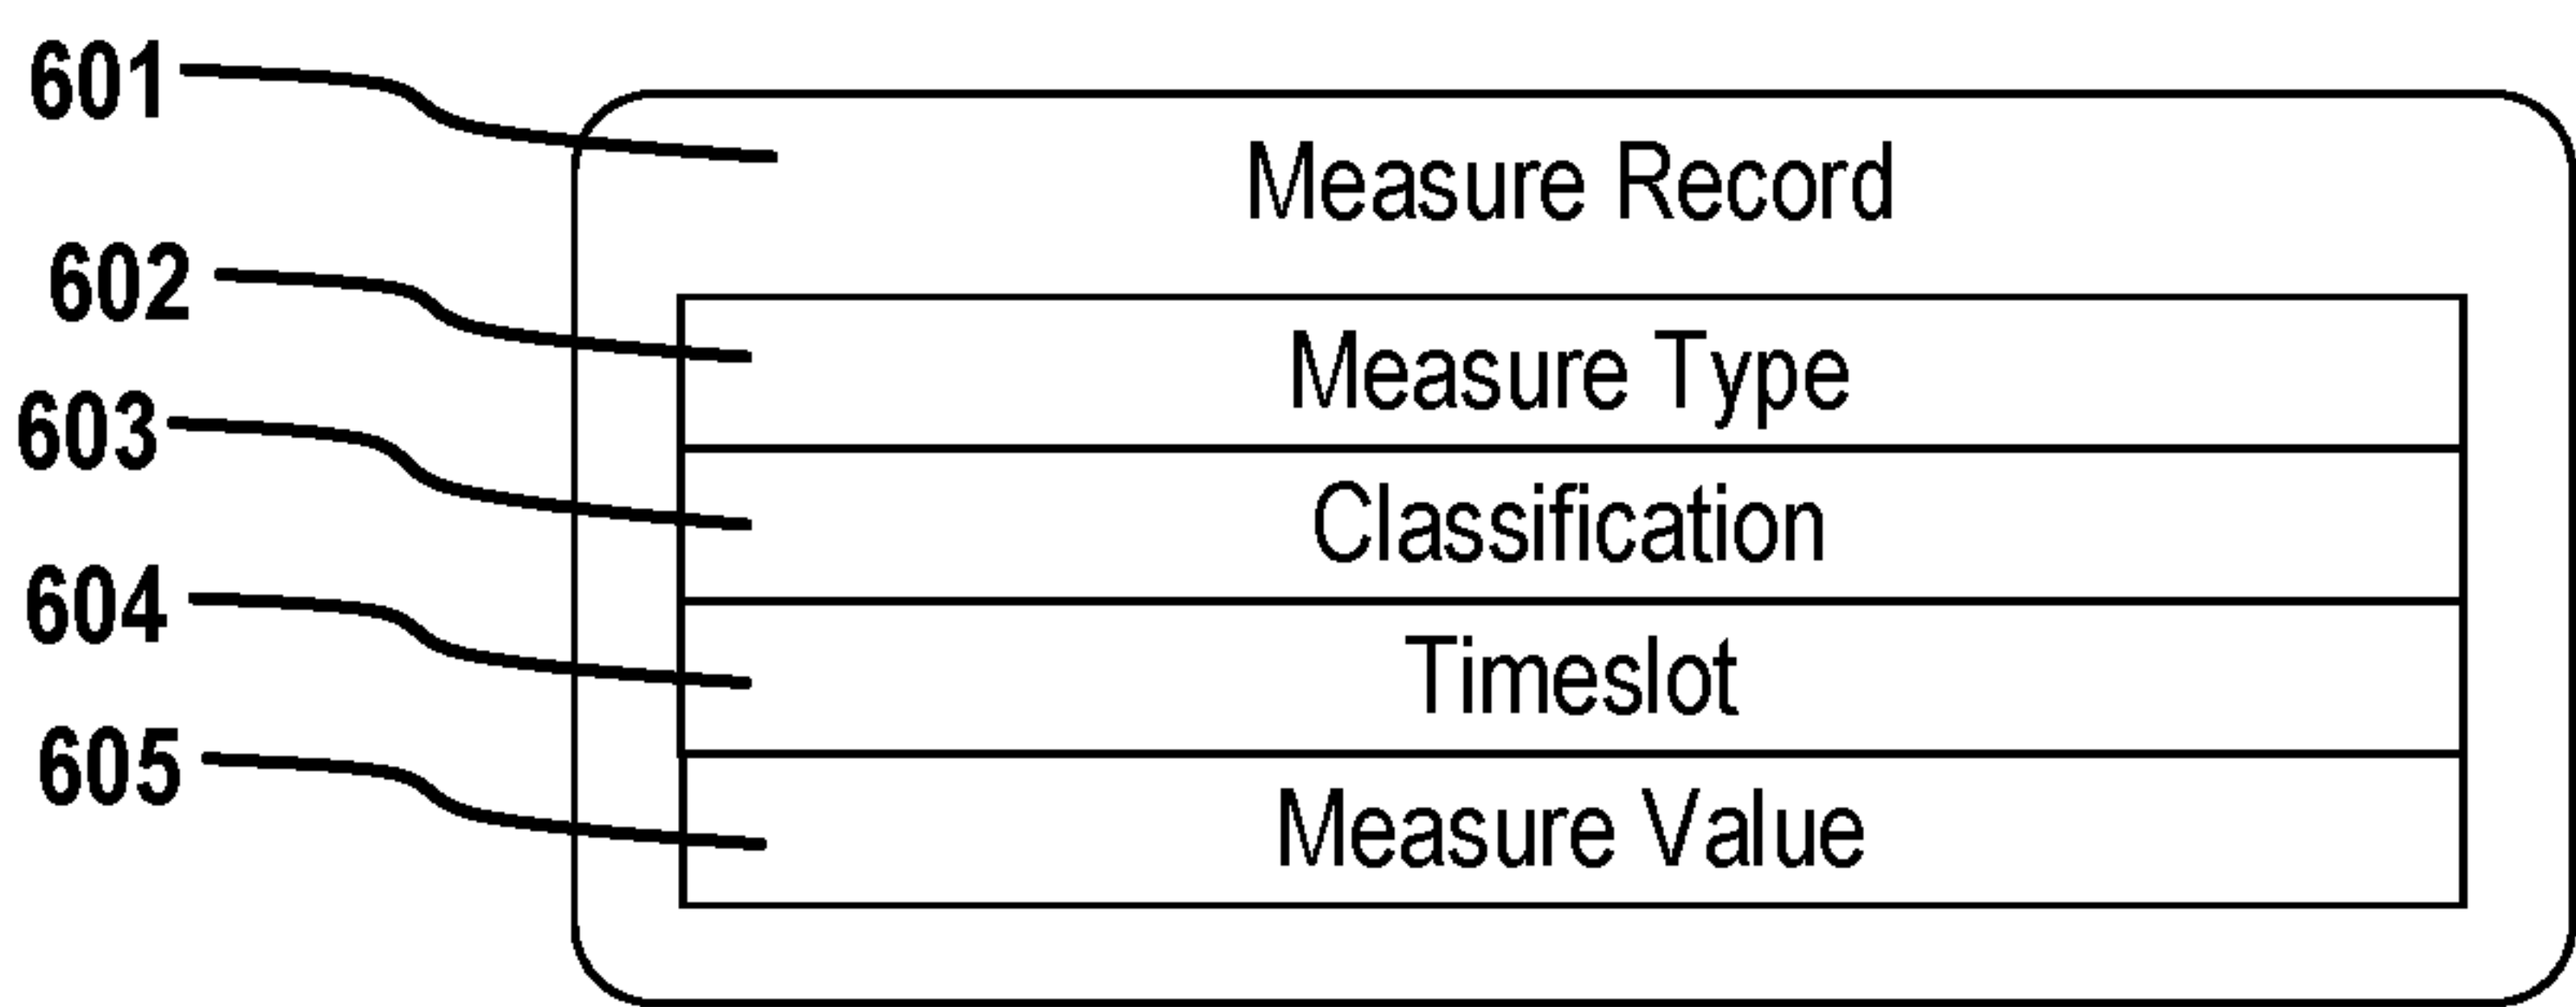 601
Measure Record
602
Measure Type
603
Classification
604
Timeslot
605
Measure Value